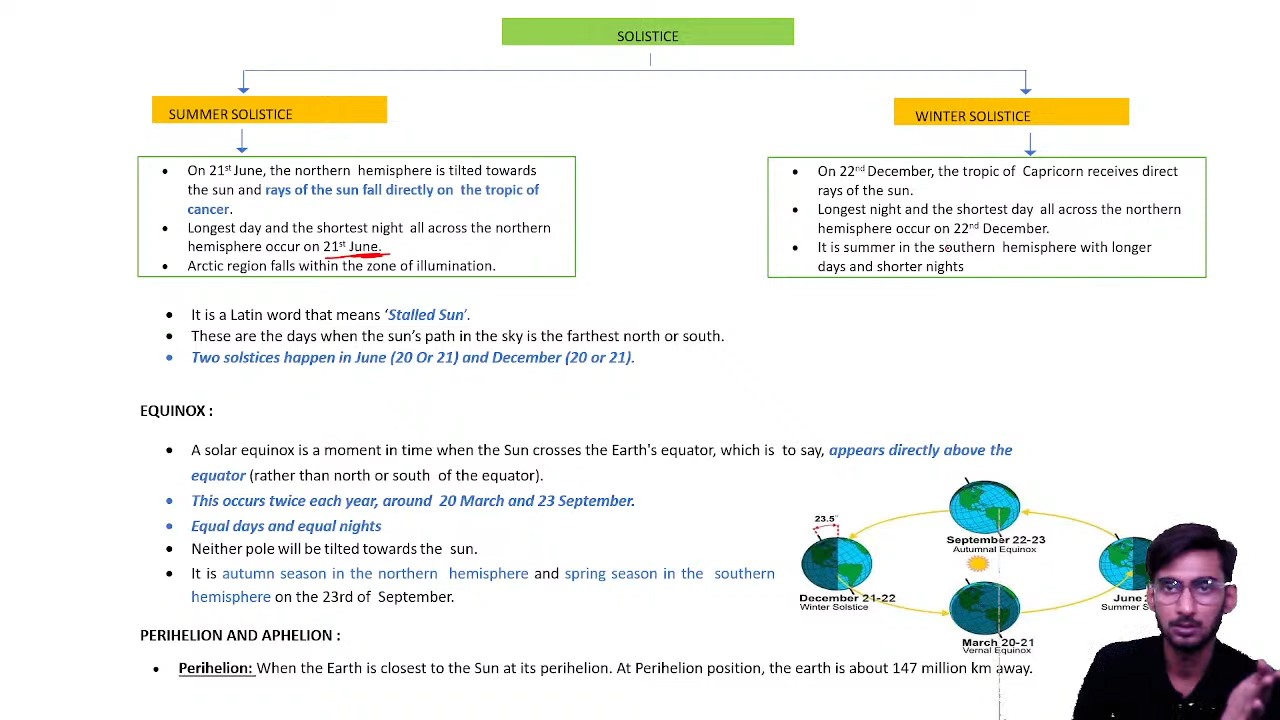 SOLISTICE
SUMMER SOLISTICE
On 21st June, the northern hemisphere is tilted towards
the sun and rays of the sun fall directly on the tropic of
cancer.
Longest day and the shortest night all across the northern
hemisphere occur on 21st June.
Arctic region falls within the zone of illumination.
WINTER SOLISTICE
On 22nd December, the tropic of Capricorn receives direct
rays of the sun.
Longest night and the shortest day all across the northern
hemisphere occur on 22nd December.
It is summer in the southern hemisphere with longer
days and shorter nights
It is a Latin word that means ‘Stalled Sun’.
These are the days when the sun’s path in the sky is the farthest north or south.
Two solstices happen in June (20 Or 21) and December (20 or 21).
EQUINOX :
A solar equinox is a moment in time when the Sun crosses the Earth's equator, which is to say, appears directly above the
equator (rather than north or south of the equator).
This occurs twice each year, around 20 March and 23 September.
Equal days and equal nights
Neither pole will be tilted towards the sun.
It is autumn season in the northern hemisphere and spring season in the southern
hemisphere on the 23rd of September.
23.5°
September 22-23
Autumnal Equinox
December 21-22
Winter Solstice
June
Summer
March 20-21
Vernal Equinox
PERIHELION AND APHELION :
Perihelion: When the Earth is closest to the Sun at its perihelion. At Perihelion position, the earth is about 147 million km away.